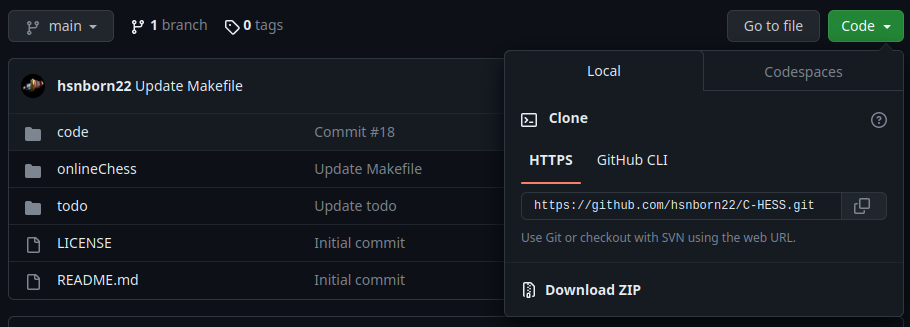 main 1 branch 0 tags Go to file Code
hsnborn22 Update Makefile
code Commit #18
onlineChess Update Makefile
todo Update todo
LICENSE Initial commit
README.md Initial commit
Local Codespaces
Clone
HTTPS GitHub CLI
https://github.com/hsnborn22/C-HESS.git
Use Git or checkout with SVN using the web URL.
Download ZIP